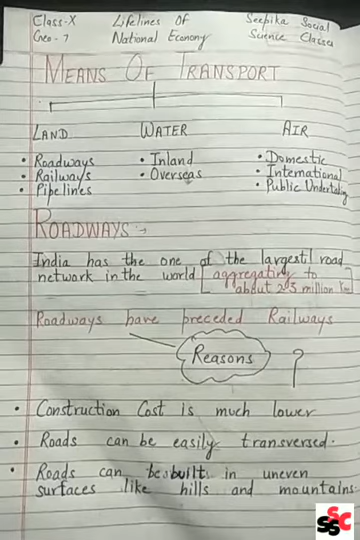 Class-X Lifelines Of Seepika Social
Geo-7 National Economy Science Classes
MEANS OF TRANSPORT
LAND WATER AIR
• Roadways • Inland • Domestic
• Railways • Overseas • International
• Pipelines • Public Undertaking
ROADWAYS :→
India has the one of the largest road
network in the world [aggregating to
about 2.3 million Km]
Roadways have preceded Railways
Reasons ?
• Construction Cost is much lower
• Roads can be easily transversed.
• Roads can be built in uneven
surfaces like hills and mountains.
SSSC